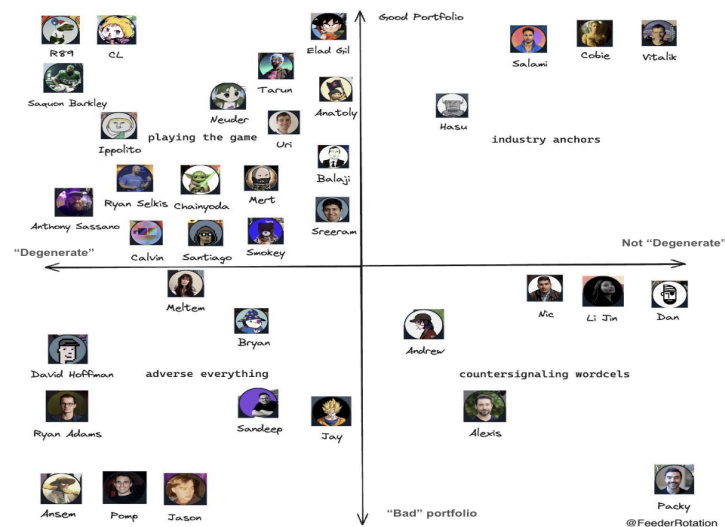 Good Portfolio
R89
CL
Elad Gil
Salami
Cobie
Vitalik
Tarun
Saquon Barkley
Neuder
Anatoly
Hasu
Ippolito
playing the game
Uri
industry anchors
Balaji
Ryan Selkis
Chainyoda
Mert
Anthony Sassano
Sreeram
Calvin
Santiago
Smokey
"Degenerate"
Not "Degenerate"
Meltem
Nic
Li Jin
Dan
Bryan
Andrew
David Hoffman
adverse everything
countersignaling wordcels
Ryan Adams
Sandeep
Jay
Alexis
Ansem
Pomp
Jason
"Bad" portfolio
Packy
@FeederRotation